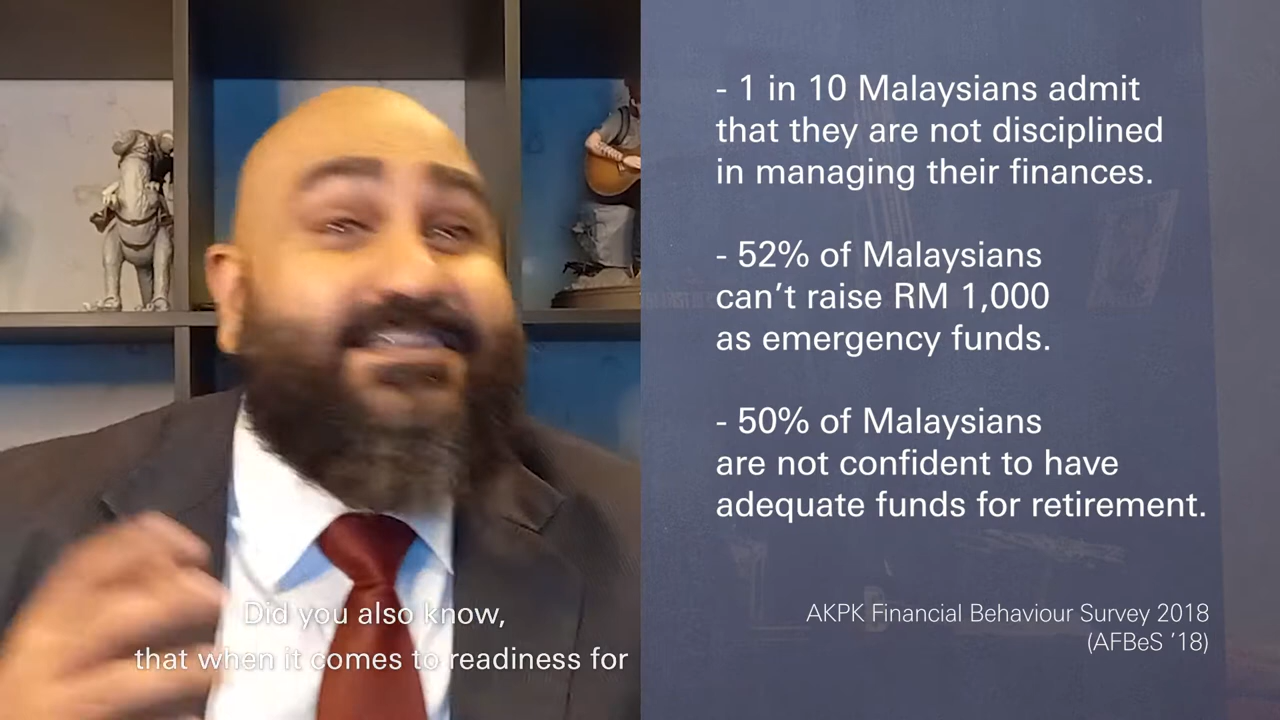 - 1 in 10 Malaysians admit
that they are not disciplined
in managing their finances.
- 52% of Malaysians
can't raise RM 1,000
as emergency funds.
- 50% of Malaysians
are not confident to have
adequate funds for retirement.
AKPK Financial Behaviour Survey 2018
(AFBeS '18)
Did you also know,
that when it comes to readiness for